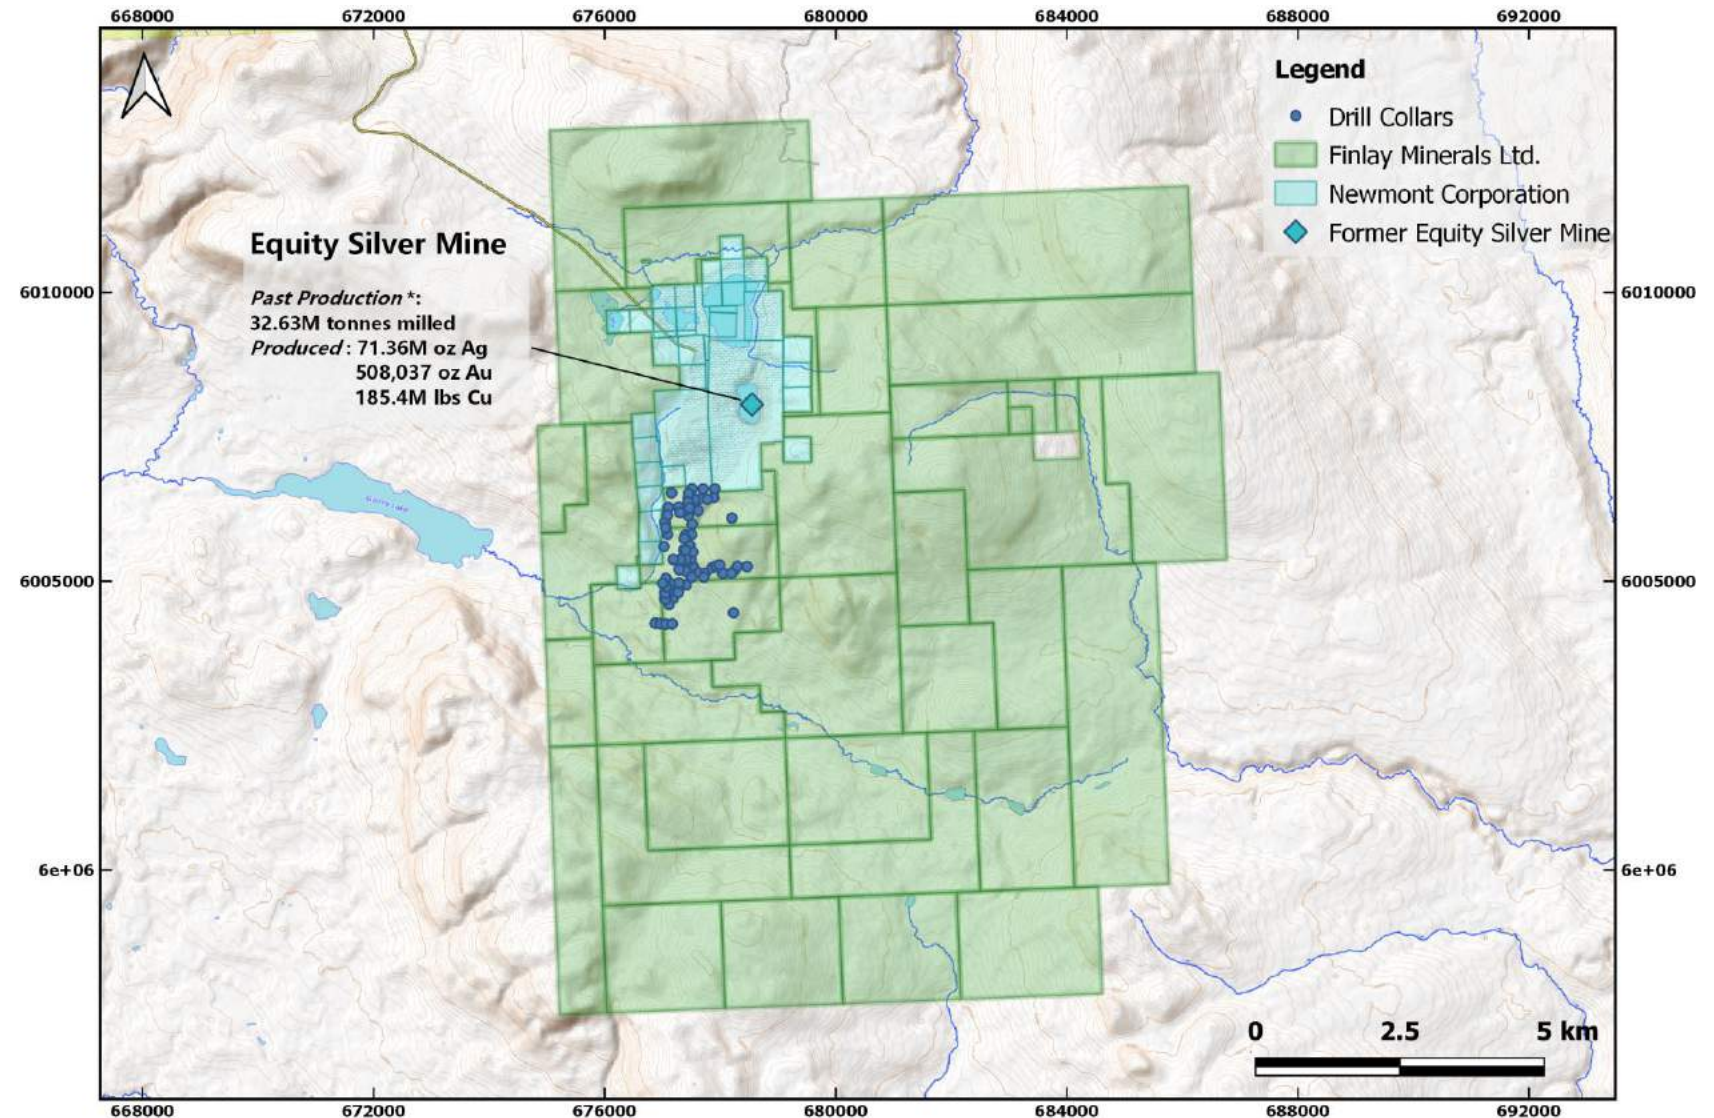 668000 672000 676000 680000 684000 688000 692000
Legend
Drill Collars
Finlay Minerals Ltd.
Newmont Corporation
Former Equity Silver Mine
Equity Silver Mine
Past Production *:
32.63M tonnes milled
Produced : 71.36M oz Ag
508,037 oz Au
185.4M lbs Cu
6010000 6010000
6005000 6005000
6e+06 6e+06
0 2.5 5 km
668000 672000 676000 680000 684000 688000 692000